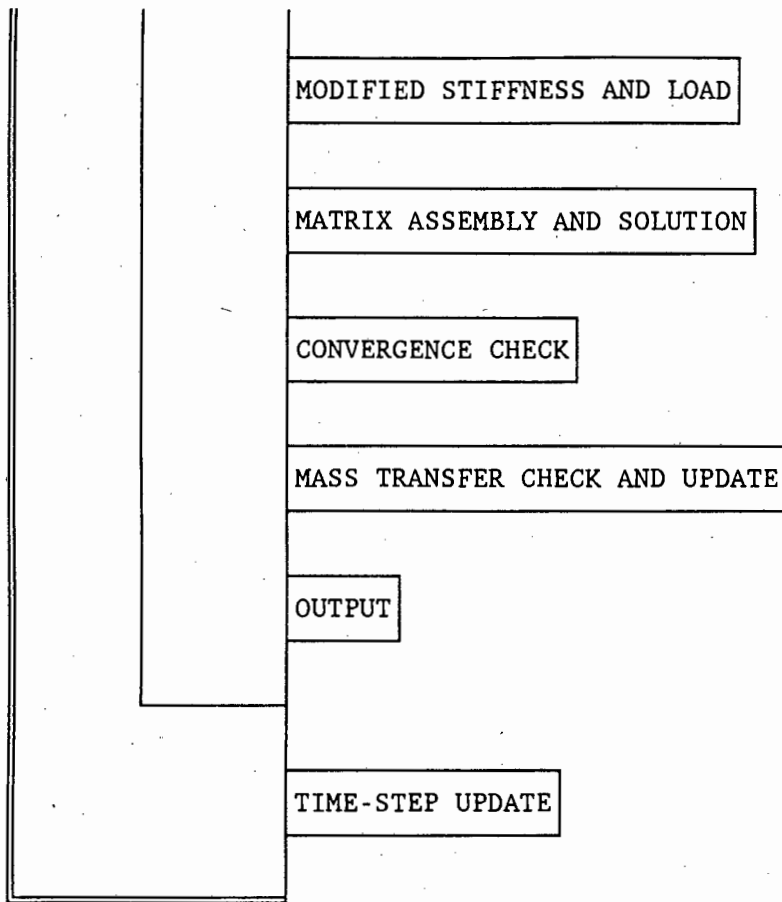 MODIFIED STIFFNESS AND LOAD
MATRIX ASSEMBLY AND SOLUTION
CONVERGENCE CHECK
MASS TRANSFER CHECK AND UPDATE
OUTPUT
TIME-STEP UPDATE